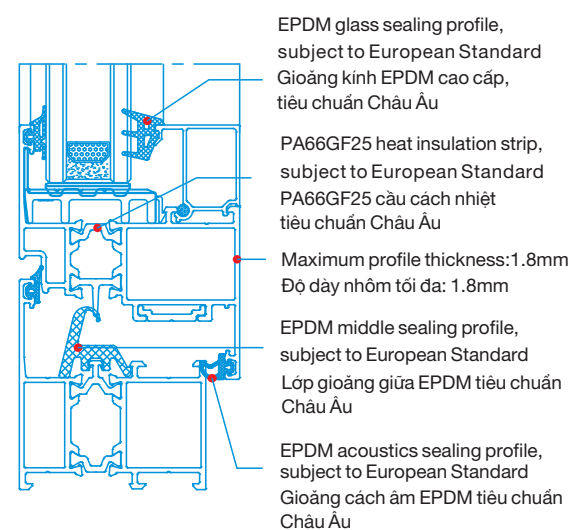 EPDM glass sealing profile,
subject to European Standard
Gioăng kính EPDM cao cấp,
tiêu chuẩn Châu Âu
PA66GF25 heat insulation strip,
subject to European Standard
PA66GF25 cầu cách nhiệt
tiêu chuẩn Châu Âu
Maximum profile thickness:1.8mm
Độ dày nhôm tối đa: 1.8mm
EPDM middle sealing profile,
subject to European Standard
Lớp gioăng giữa EPDM tiêu chuẩn
Châu Âu
EPDM acoustics sealing profile,
subject to European Standard
Gioăng cách âm EPDM tiêu chuẩn
Châu Âu